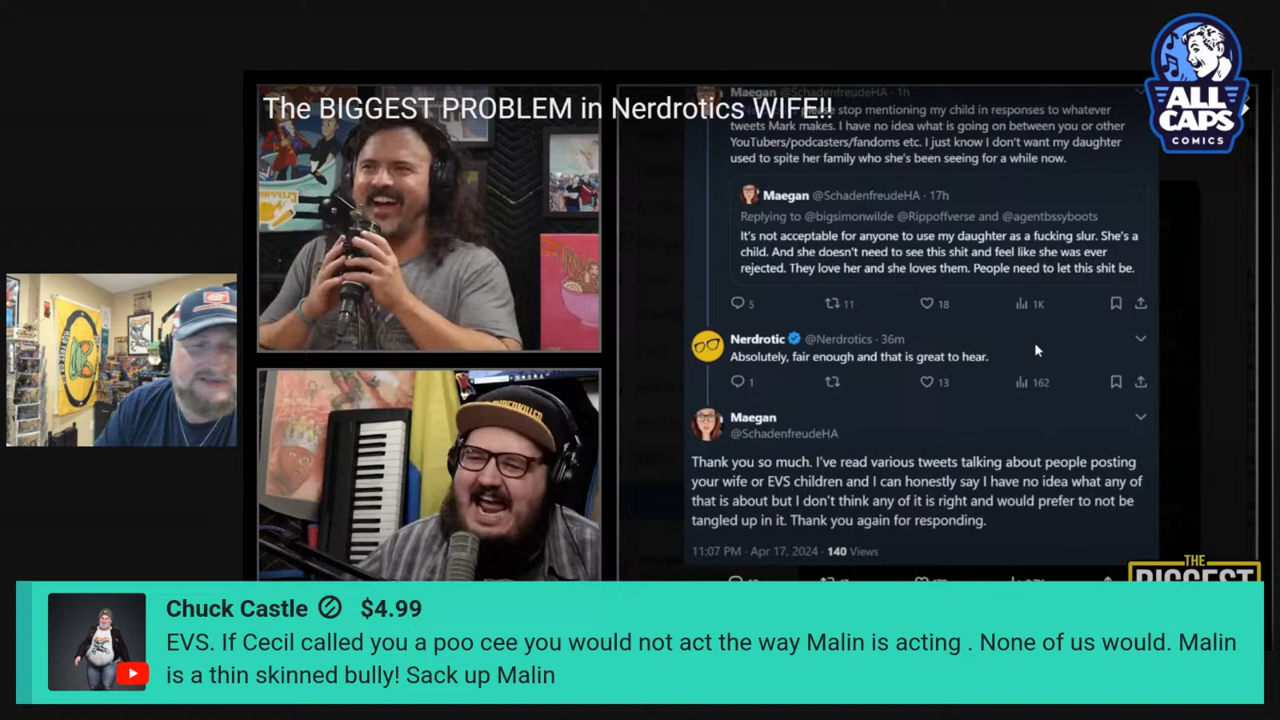 The BIGGEST PROBLEM in Nerdrotics WIFE!!
ALL
CAPS
COMICS
Maegan @SchadenfreudeHA · 1h
stop mentioning my child in responses to whatever
tweets Mark makes. I have no idea what is going on between you or other
YouTubers/podcasters/fandoms etc. I just know I don't want my daughter
used to spite her family who she's been seeing for a while now.
Maegan @SchadenfreudeHA · 17h
Replying to @bigsimonwilde @Rippoffverse and @agentbssyboots
It's not acceptable for anyone to use my daughter as a fucking slur. She's a
child. And she doesn't need to see this shit and feel like she was ever
rejected. They love her and she loves them. People need to let this shit be.
5 11 18 1K
Nerdrotic @Nerdrotics · 36m
Absolutely, fair enough and that is great to hear.
1 13 162
Maegan
@SchadenfreudeHA
Thank you so much. I've read various tweets talking about people posting
your wife or EVS children and I can honestly say I have no idea what any of
that is about but I don't think any of it is right and would prefer to not be
tangled up in it. Thank you again for responding.
11:07 PM · Apr 17, 2024 · 140 Views
THE
BIGGEST
Chuck Castle $4.99
EVS. If Cecil called you a poo cee you would not act the way Malin is acting . None of us would. Malin
is a thin skinned bully! Sack up Malin